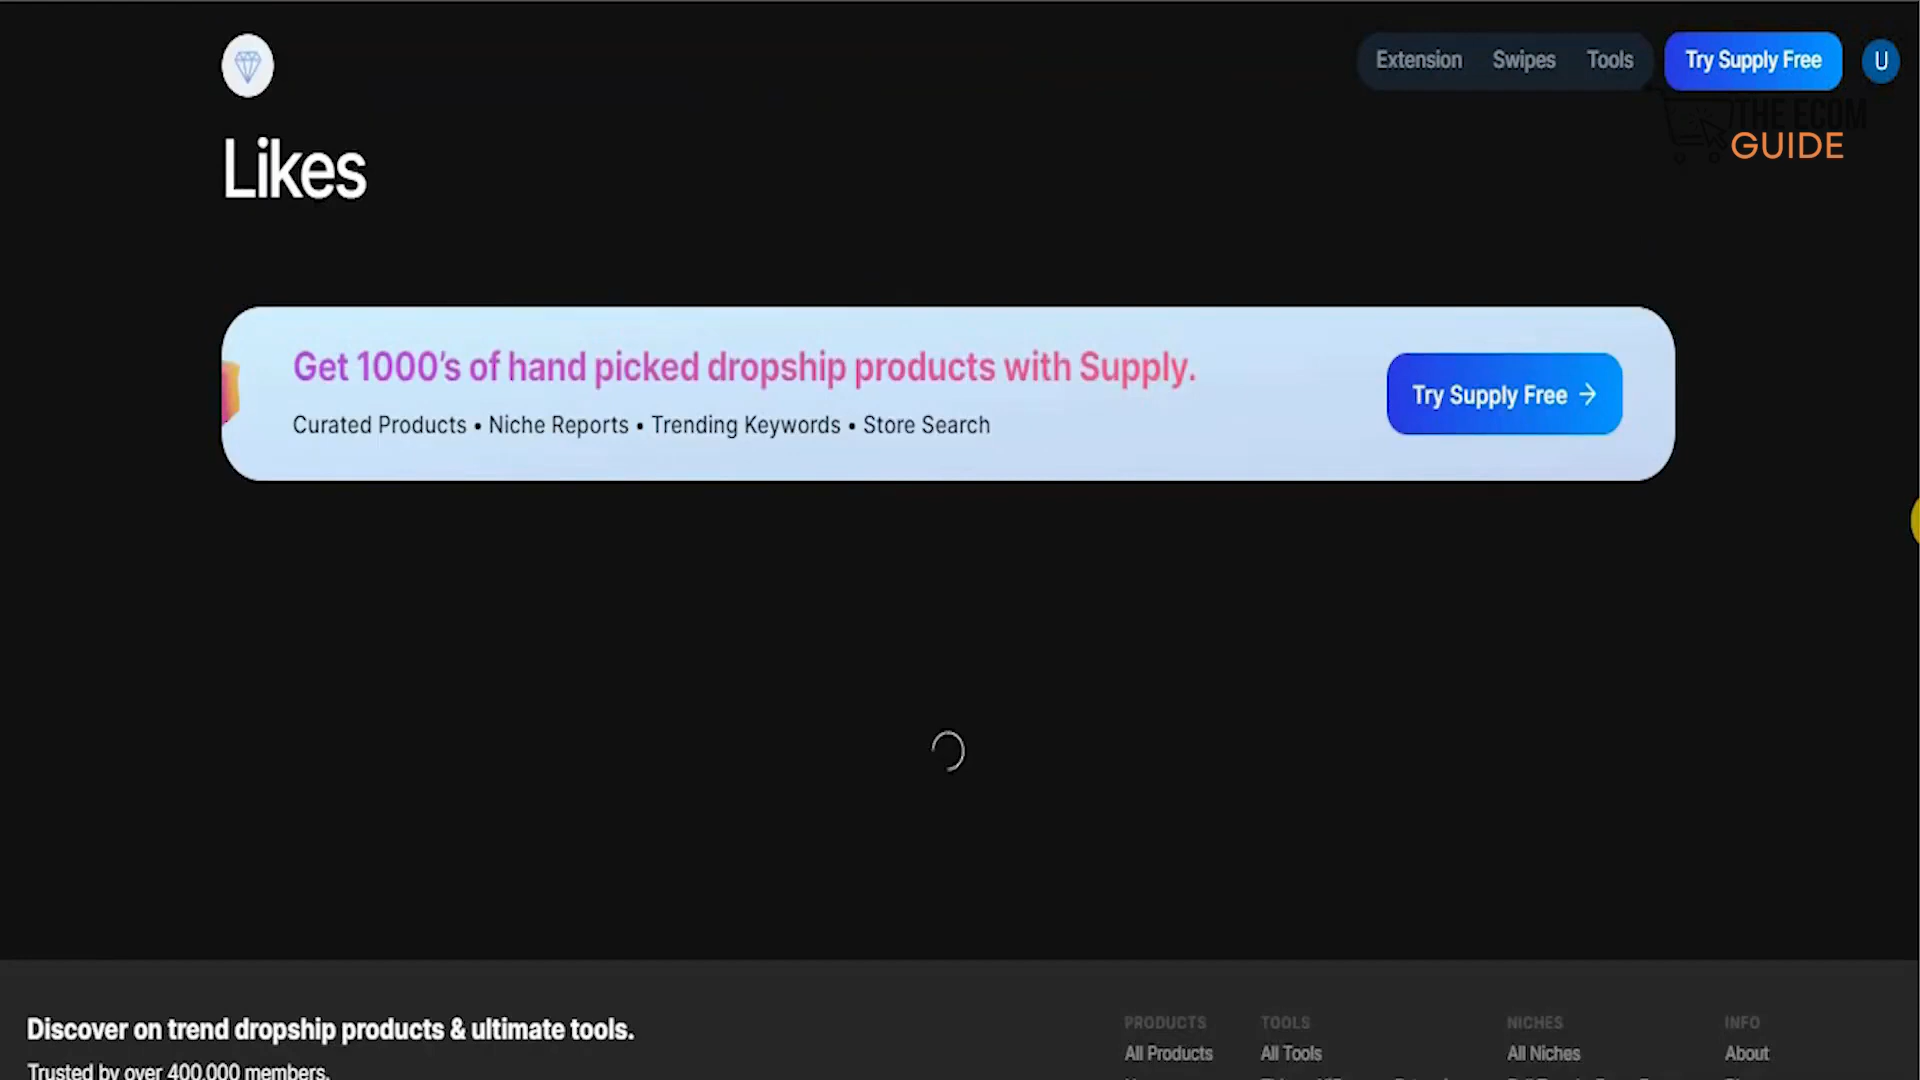 Extension Swipes Tools Try Supply Free U
THE ECOM
GUIDE
Likes
Get 1000's of hand picked dropship products with Supply.
Curated Products • Niche Reports • Trending Keywords • Store Search
Try Supply Free →
Discover on trend dropship products & ultimate tools.
Trusted by over 400,000 members.
PRODUCTS
All Products
TOOLS
All Tools
NICHES
All Niches
INFO
About